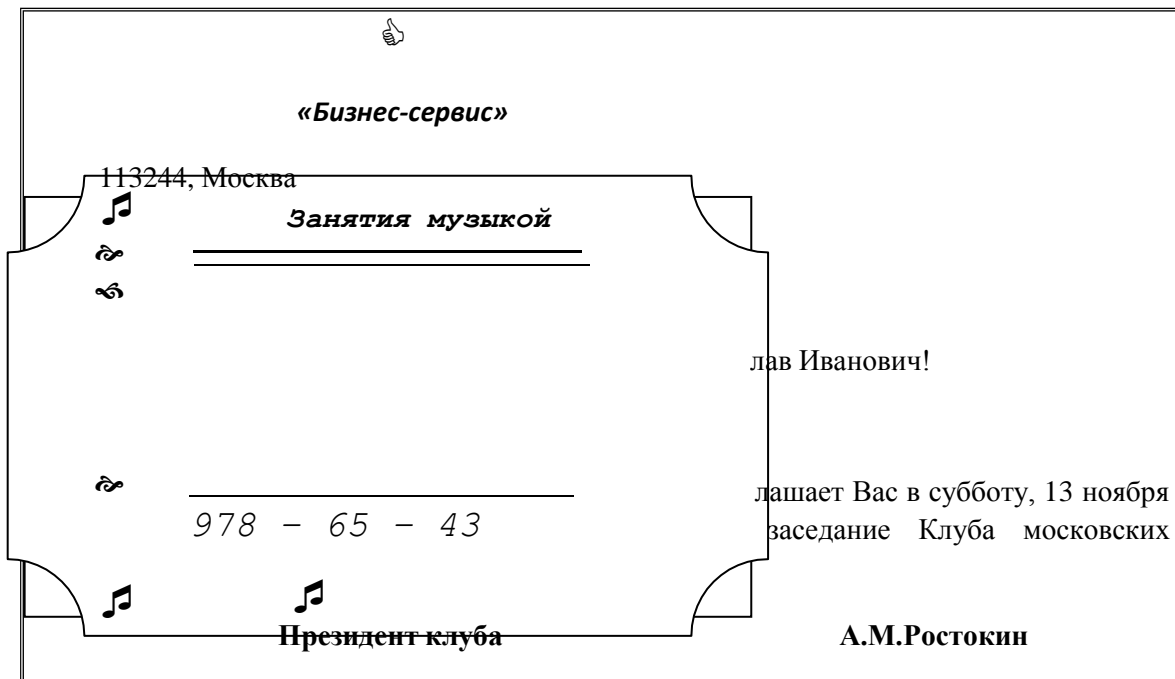 «Бизнес-сервис»
113244, Москва
Занятия музыкой
лав Иванович!
лашает Вас в субботу, 13 ноября
978 – 65 – 43
заседание Клуба московских
Президент клуба А.М.Ростокин